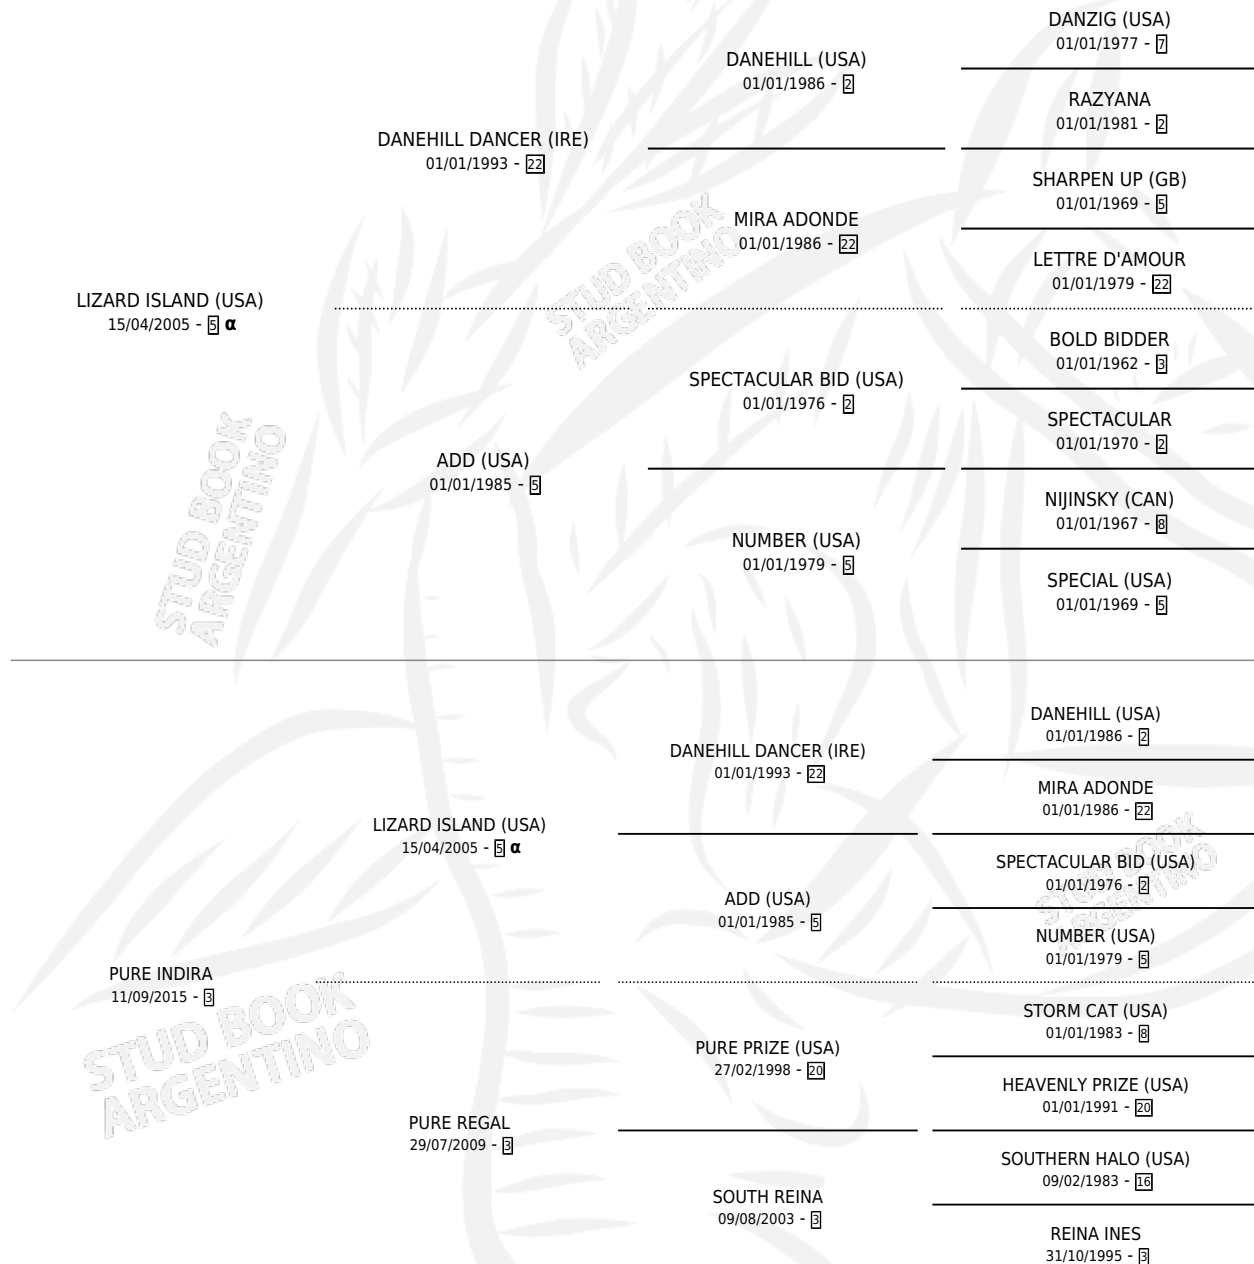 DANZIG (USA)
01/01/1977 - 7
DANEHILL (USA)
01/01/1986 - 2
RAZYANA
01/01/1981 - 2
DANEHILL DANCER (IRE)
01/01/1993 - 22
SHARPEN UP (GB)
01/01/1969 - 5
MIRA ADONDE
01/01/1986 - 22
LETTRE D'AMOUR
01/01/1979 - 22
STUD BOOK
ARGENTINO
LIZARD ISLAND (USA)
15/04/2005 - 5 α
BOLD BIDDER
01/01/1962 - 3
SPECTACULAR BID (USA)
01/01/1976 - 2
SPECTACULAR
01/01/1970 - 2
ADD (USA)
01/01/1985 - 5
STUD BOOK
ARGENTINO
NIJINSKY (CAN)
01/01/1967 - 8
NUMBER (USA)
01/01/1979 - 5
SPECIAL (USA)
01/01/1969 - 5
DANEHILL (USA)
01/01/1986 - 2
DANEHILL DANCER (IRE)
01/01/1993 - 22
MIRA ADONDE
01/01/1986 - 22
LIZARD ISLAND (USA)
15/04/2005 - 5 α
SPECTACULAR BID (USA)
01/01/1976 - 2
STUD BOOK
ARGENTINO
ADD (USA)
01/01/1985 - 5
NUMBER (USA)
01/01/1979 - 5
PURE INDIRA
11/09/2015 - 3
STUD BOOK
ARGENTINO
STORM CAT (USA)
01/01/1983 - 8
PURE PRIZE (USA)
27/02/1998 - 20
HEAVENLY PRIZE (USA)
01/01/1991 - 20
PURE REGAL
29/07/2009 - 3
SOUTHERN HALO (USA)
09/02/1983 - 16
SOUTH REINA
09/08/2003 - 3
REINA INES
31/10/1995 - 3